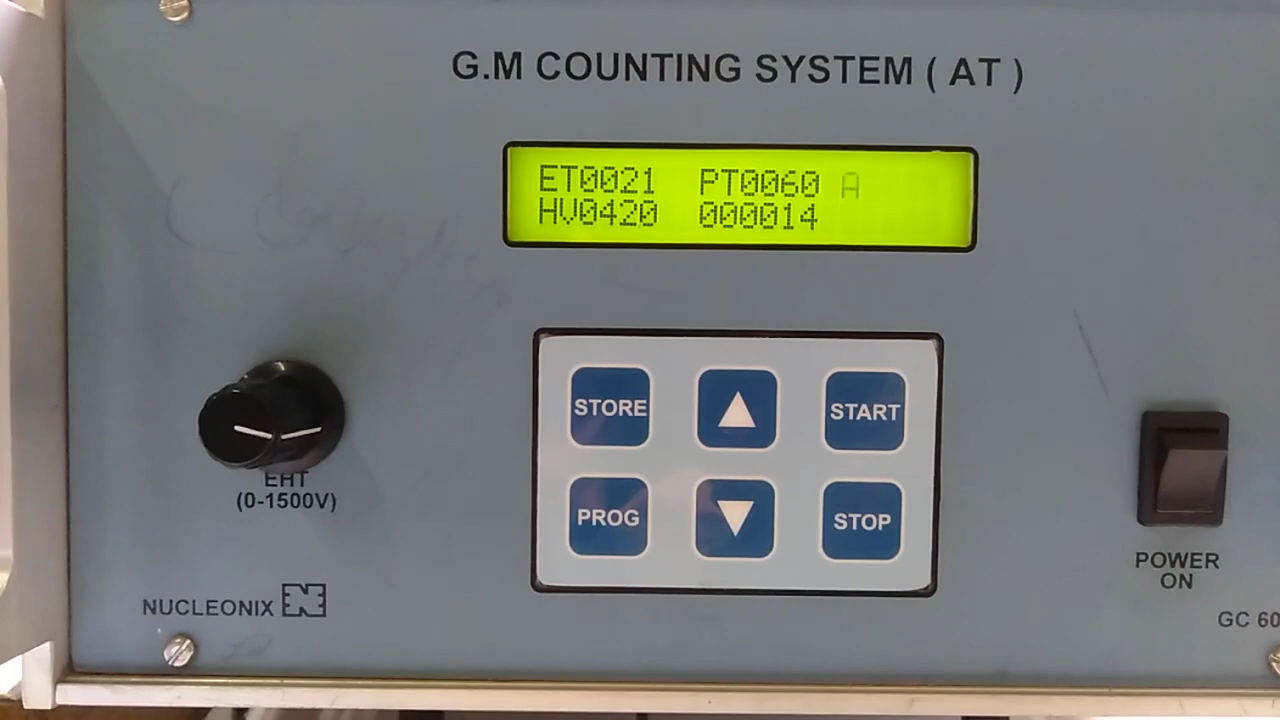 G.M COUNTING SYSTEM ( AT )
ET0021 PT0060 A
HV0420 000014
STORE
START
PROG
STOP
EHT
(0-1500V)
NUCLEONIX
POWER
ON
GC 60